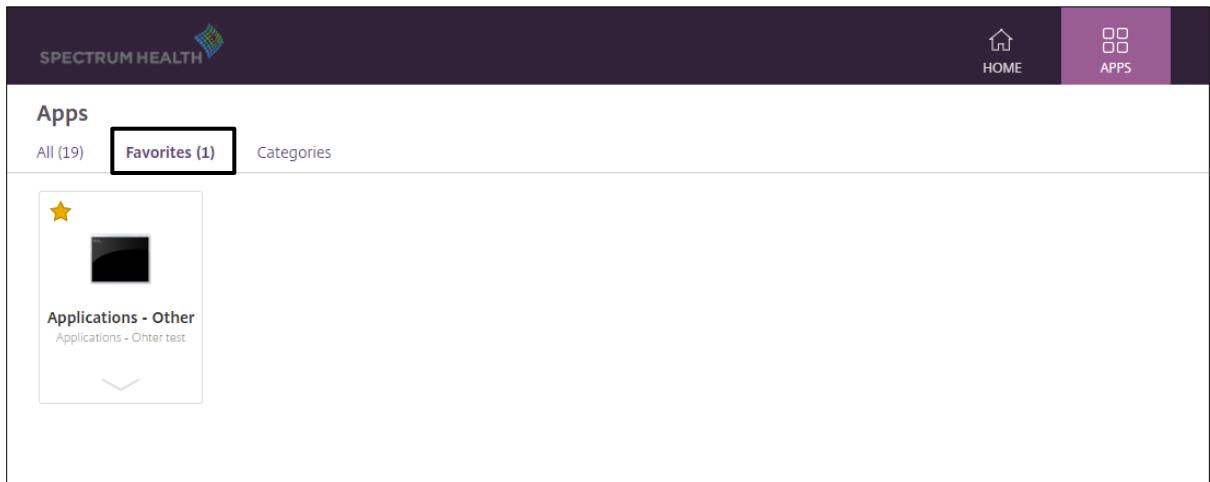 SPECTRUM HEALTH
HOME
APPS
Apps
All (19) Favorites (1) Categories
Applications - Other
Applications - Ohter test